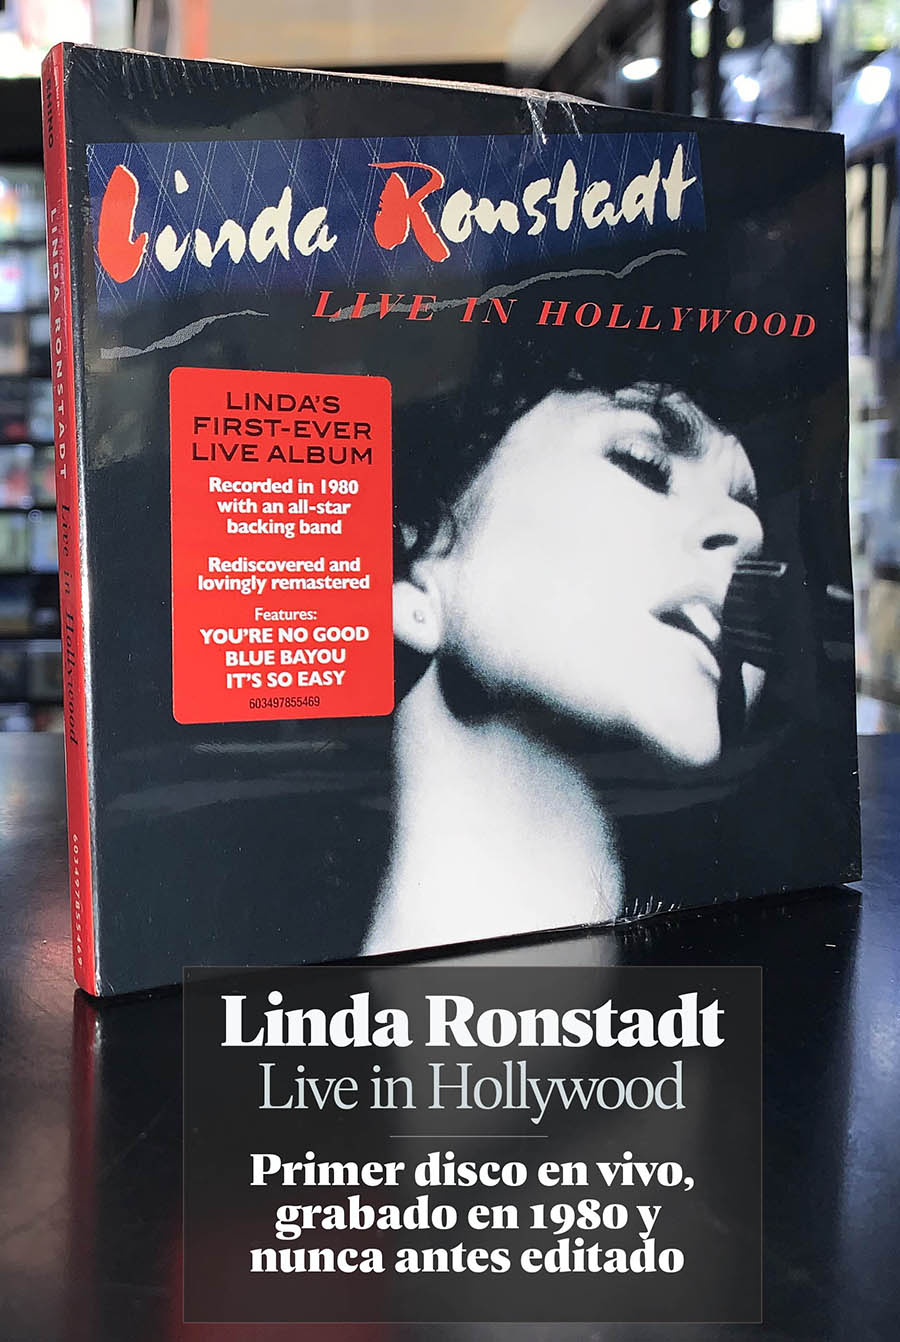 RHINO
LINDA RONSTADT
Live in Hollywood
603497855469
Linda Ronstadt
LIVE IN HOLLYWOOD
LINDA'S
FIRST-EVER
LIVE ALBUM
Recorded in 1980
with an all-star
backing band
Rediscovered and
lovingly remastered
Features:
YOU'RE NO GOOD
BLUE BAYOU
IT'S SO EASY
603497855469
Linda Ronstadt
Live in Hollywood
Primer disco en vivo,
grabado en 1980 y
nunca antes editado